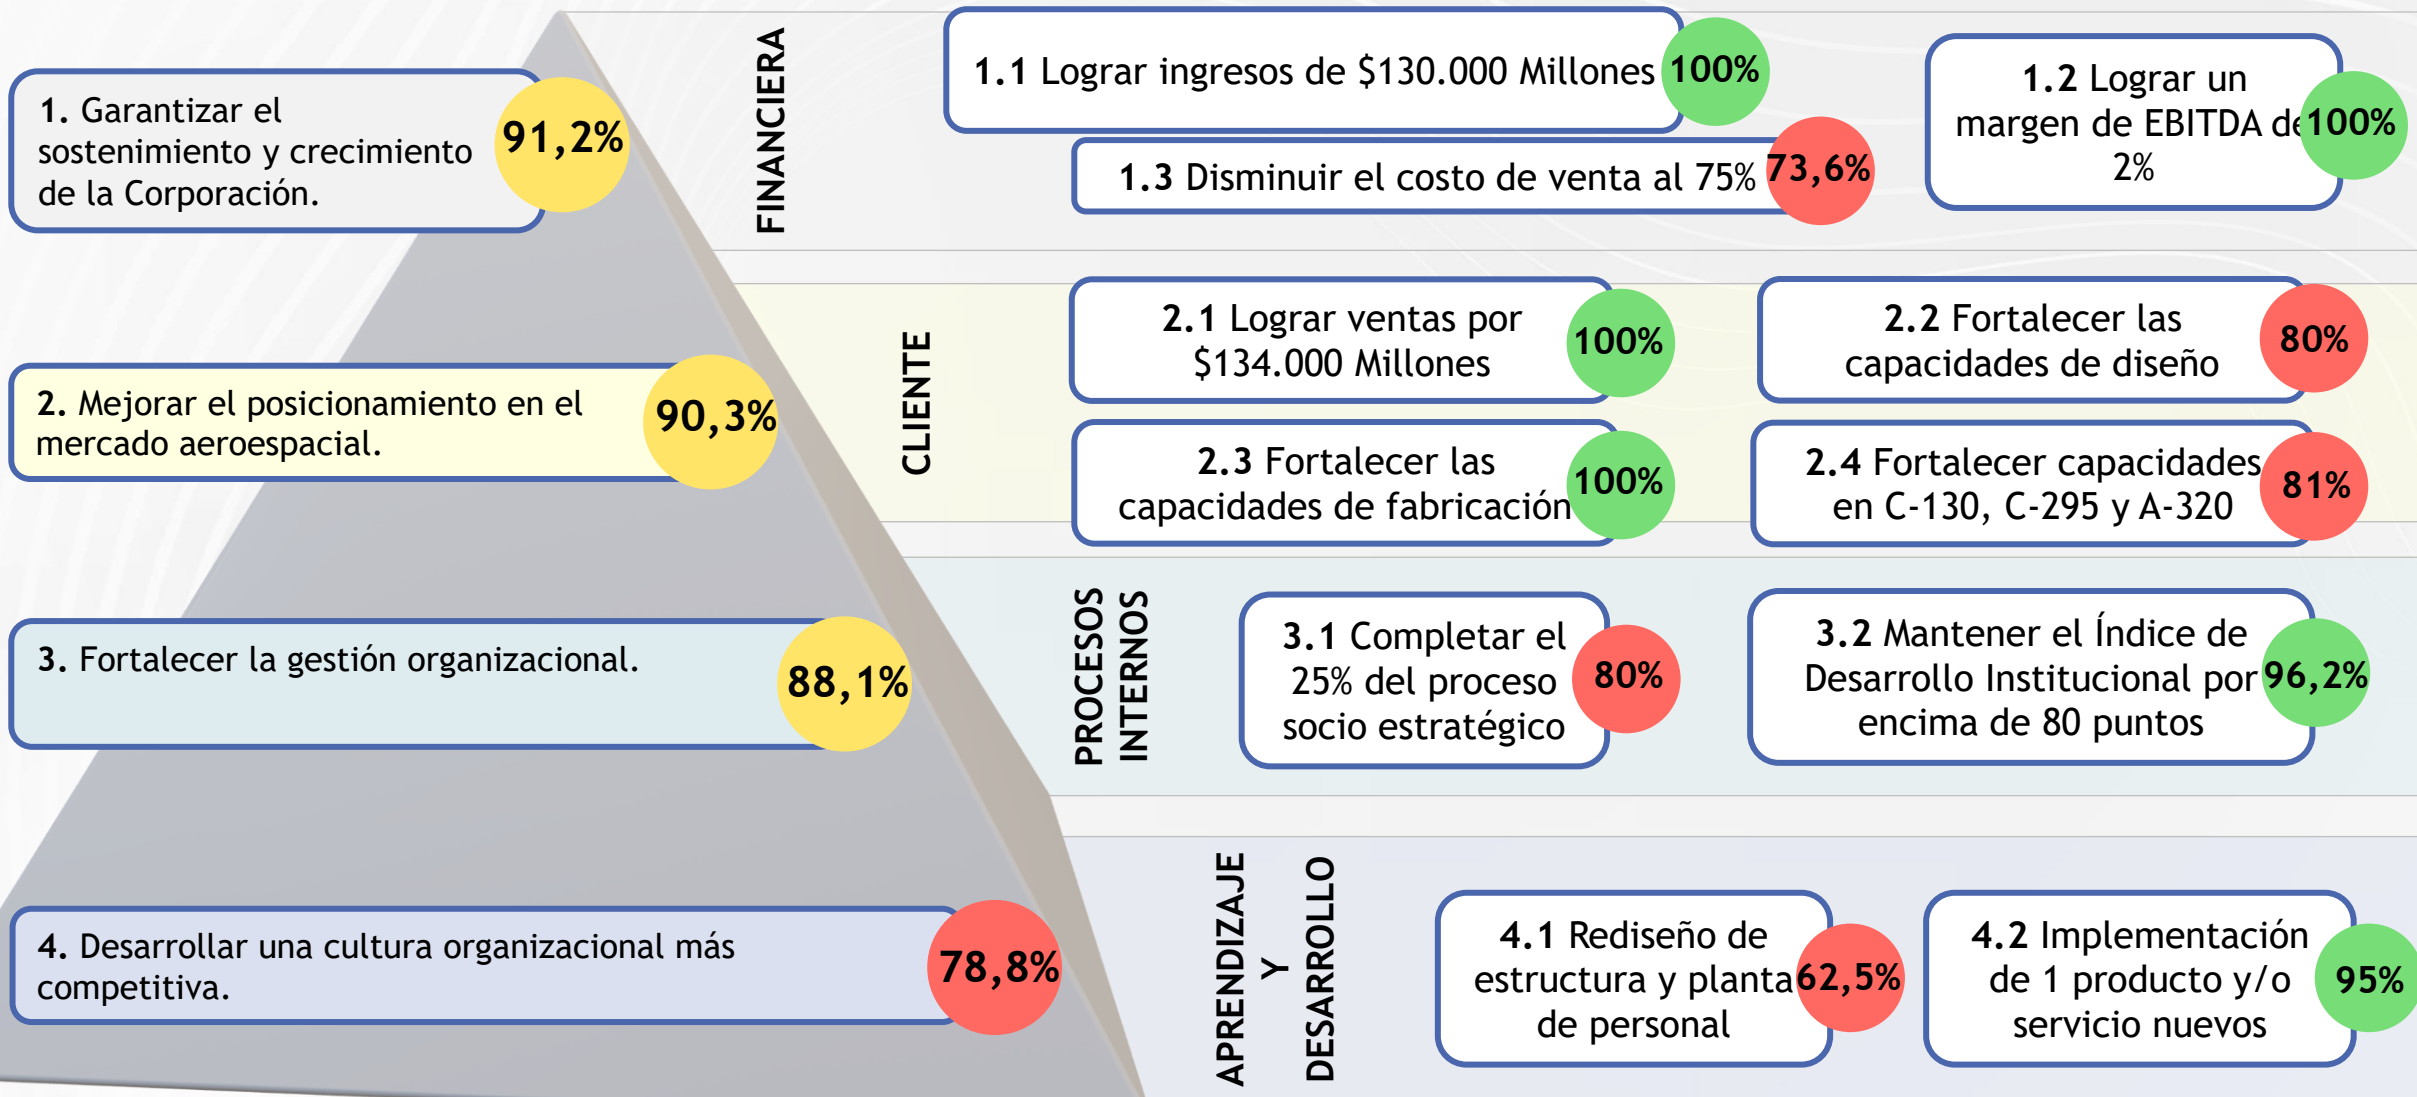 1. Garantizar el
sostenimiento y crecimiento
de la Corporación.
91,2%
FINANCIERA
1.1 Lograr ingresos de $130.000 Millones
100%
1.2 Lograr un
margen de EBITDA de
2%
100%
1.3 Disminuir el costo de venta al 75%
73,6%
2. Mejorar el posicionamiento en el
mercado aeroespacial.
90,3%
CLIENTE
2.1 Lograr ventas por
$134.000 Millones
100%
2.2 Fortalecer las
capacidades de diseño
80%
2.3 Fortalecer las
capacidades de fabricación
100%
2.4 Fortalecer capacidades
en C-130, C-295 y A-320
81%
3. Fortalecer la gestión organizacional.
88,1%
PROCESOS
INTERNOS
3.1 Completar el
25% del proceso
socio estratégico
80%
3.2 Mantener el Índice de
Desarrollo Institucional por
encima de 80 puntos
96,2%
4. Desarrollar una cultura organizacional más
competitiva.
78,8%
APRENDIZAJE
Y
DESARROLLO
4.1 Rediseño de
estructura y planta
de personal
62,5%
4.2 Implementación
de 1 producto y/o
servicio nuevos
95%